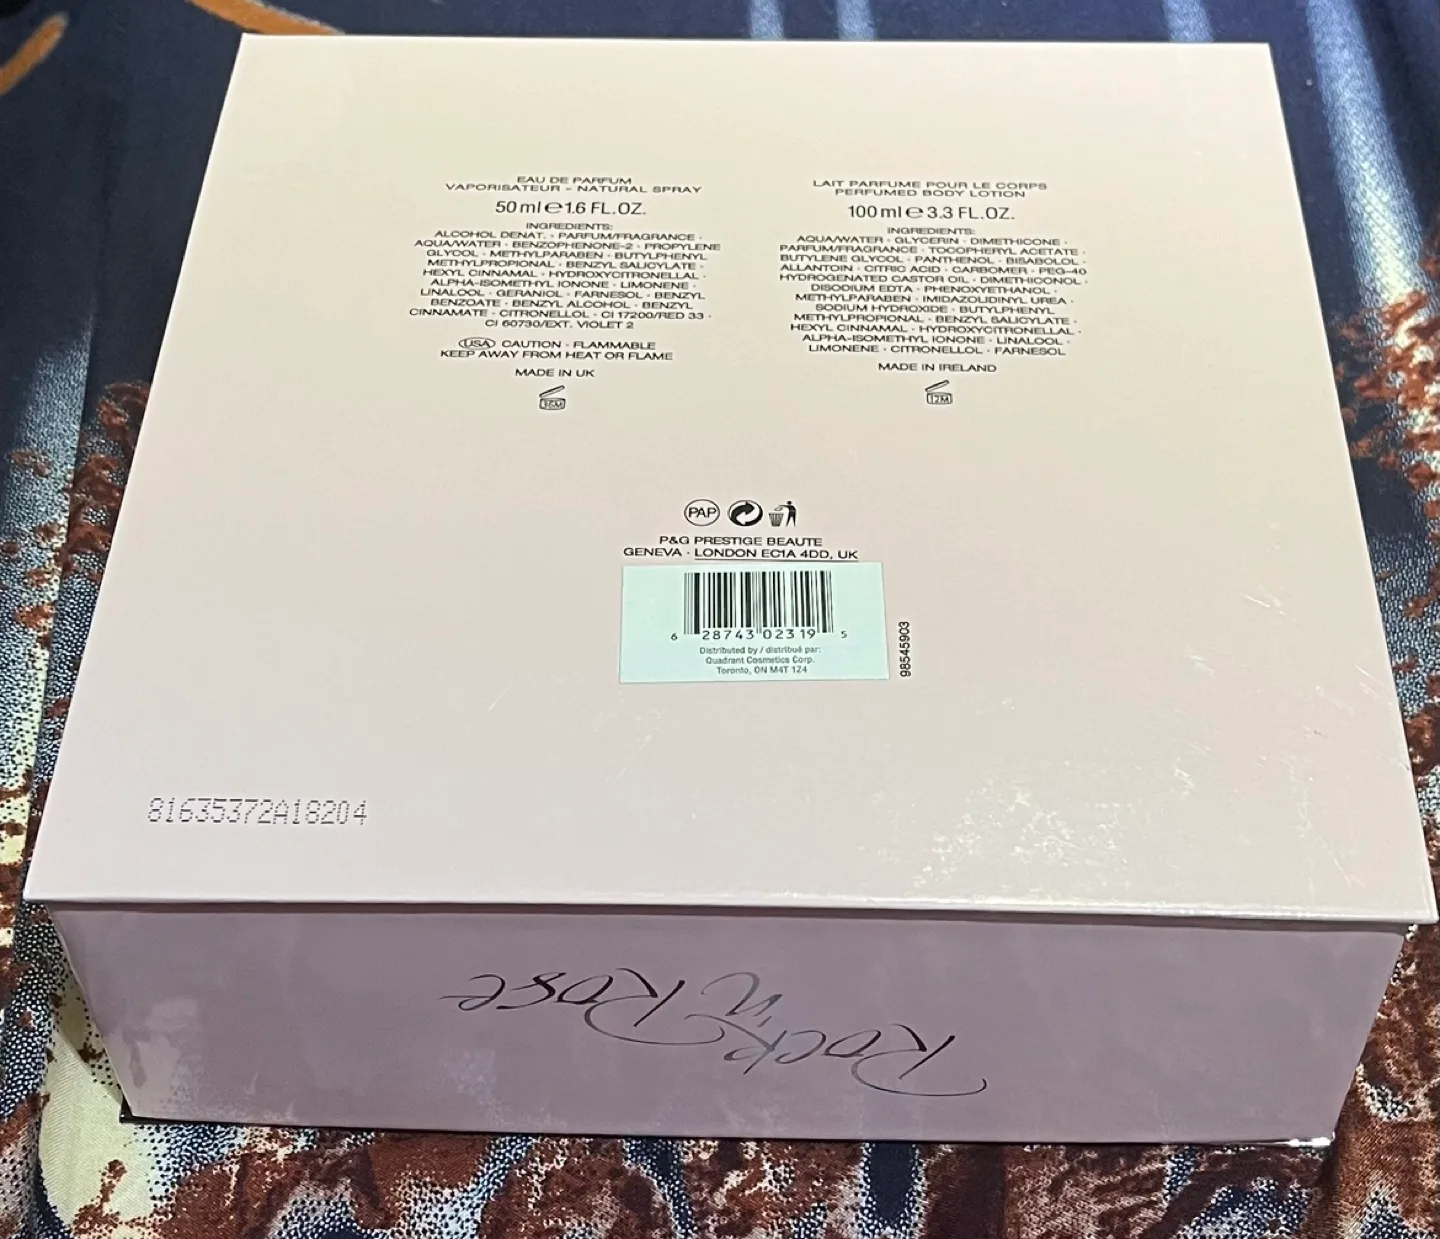 EAU DE PARFUM
VAPORISATEUR - NATURAL SPRAY
50 ml e 1.6 FL.OZ.
INGREDIENTS:
ALCOHOL DENAT. · PARFUM/FRAGRANCE ·
AQUA/WATER · BENZOPHENONE-2 · PROPYLENE
GLYCOL · METHYLPARABEN · BUTYLPHENYL
METHYLPROPIONAL · BENZYL SALICYLATE ·
HEXYL CINNAMAL · HYDROXYCITRONELLAL ·
ALPHA-ISOMETHYL IONONE · LIMONENE ·
LINALOOL · GERANIOL · FARNESOL · BENZYL
BENZOATE · BENZYL ALCOHOL · BENZYL
CINNAMATE · CITRONELLOL · CI 17200/RED 33 ·
CI 60730/EXT. VIOLET 2
USA CAUTION - FLAMMABLE
KEEP AWAY FROM HEAT OR FLAME
MADE IN UK
36M
LAIT PARFUME POUR LE CORPS
PERFUMED BODY LOTION
100 ml e 3.3 FL.OZ.
INGREDIENTS:
AQUA/WATER · GLYCERIN · DIMETHICONE ·
PARFUM/FRAGRANCE · TOCOPHERYL ACETATE ·
BUTYLENE GLYCOL · PANTHENOL · BISABOLOL ·
ALLANTOIN · CITRIC ACID · CARBOMER · PEG-40
HYDROGENATED CASTOR OIL · DIMETHICONOL ·
DISODIUM EDTA · PHENOXYETHANOL ·
METHYLPARABEN · IMIDAZOLIDINYL UREA ·
SODIUM HYDROXIDE · BUTYLPHENYL
METHYLPROPIONAL · BENZYL SALICYLATE ·
HEXYL CINNAMAL · HYDROXYCITRONELLAL ·
ALPHA-ISOMETHYL IONONE · LINALOOL ·
LIMONENE · CITRONELLOL · FARNESOL
MADE IN IRELAND
12M
PAP
P&G PRESTIGE BEAUTE
GENEVA · LONDON EC1A 4DD, UK
6 28743 02319 5
Distributed by / distribué par:
Quadrant Cosmetics Corp.
Toronto, ON M4T 1Z4
98545903
81635372A18204
Rock 'n Rose